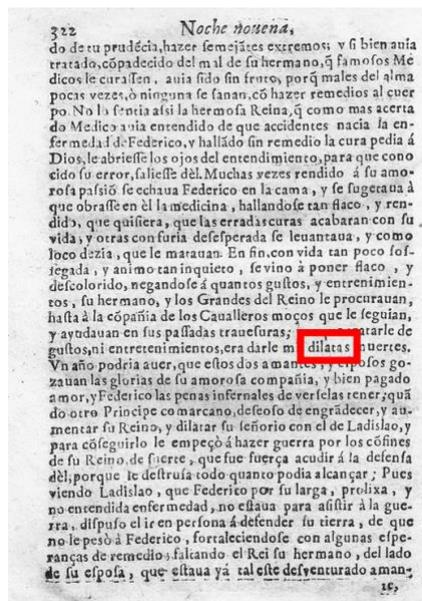 322 Noche nouena,
do de tu prudẽcia, hazer semejãtes extremos; y si bien auia
tratado, cõpadecido del mal de su hermano, q̃ famosos Me
dicos le curassen, auia sido sin fruto, porq̃ males del alma
pocas vezes, ò ninguna se sanan, cõ hazer remedios al cuer
po. No lo sentia assi la hermosa Reina, q̃ como mas acerta
do Medico auia entendido de que accidentes nacia la en-
fermedad de Federico, y hallãdo sin remedio la cura pedia á
Dios, le abriesse los ojos del entendimiento, para que cono
cido su error, saliesse dèl. Muchas vezes rendido á su amo-
rosa passiõ se echaua Federico en la cama, y se sugetaua à
que obrasse en èl la medicina, hallandose tan flaco, y ren-
dido, que quisiera, que las erradas curas acabaran con su
vida; y otras con furia desesperada se leuantaua, y como
loco dezia, que le matauan. En fin, con vida tan poco sos-
segada, y animo tan inquieto, se vino à poner flaco, y
descolorido, negandose á quantos gustos, y entrenimien-
tos, su hermano, y los Grandes del Reino le procurauan,
hasta à la cõpañia de los Caualleros moços que le seguian,
y ayudauan en sus passadas trauesuras; tratarle de
gustos, ni entretenimientos, era darle m dilatas muertes.
Vn año podria auer, que estos dos amantes, y esposos go-
zauan las glorias de su amorosa compañia, y bien pagado
amor, y Federico las penas infernales de verselas tener; quã
do otro Principe comarcano, deseoso de engrãdecer, y au-
mentar su Reino, y dilatar su señorio con el de Ladislao, y
para cõseguirlo le empeçò á hazer guerra por los cõfines
de su Reino, de suerte, que fue fuerça acudir á la defensa
dèl, porque le destruîa todo quanto podia alcançar; Pues
viendo Ladislao, que Federico por su larga, prolixa, y
no entendida enfermedad, no estaua para asistir à la gue-
rra, dispuso el ir en persona á defender su tierra, de que
no le pesò à Federico, fortaleciendose con algunas espe-
ranças de remedio; faltando el Rei su hermano, del lado
de su esposa, que estaua yá tal este desventurado aman-
te,